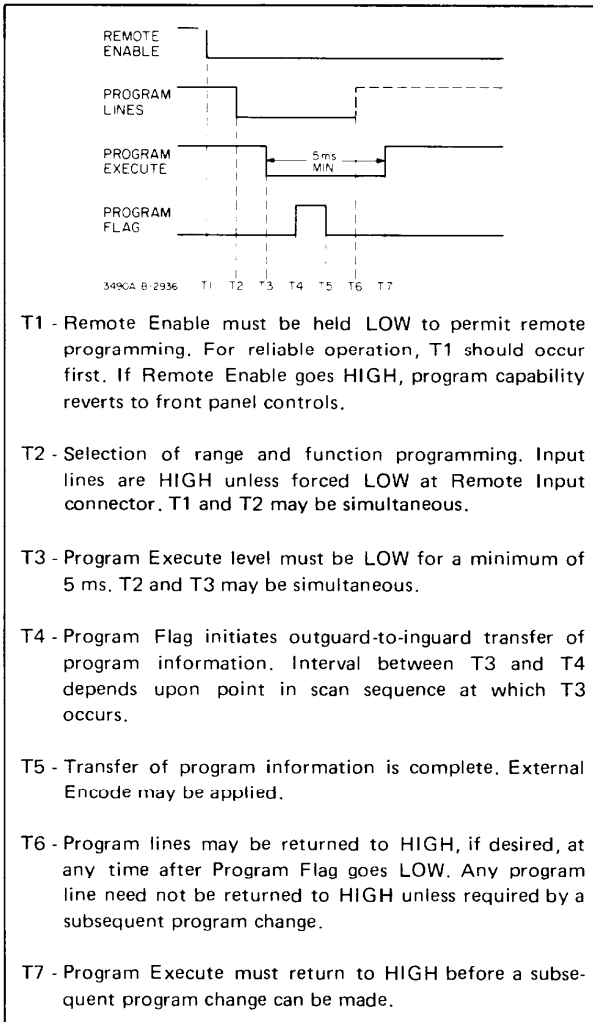 REMOTE
ENABLE
PROGRAM
LINES
PROGRAM
EXECUTE
5ms
MIN
PROGRAM
FLAG
3490A B-2936 T1 T2 T3 T4 T5 T6 T7
T1 - Remote Enable must be held LOW to permit remote
programming. For reliable operation, T1 should occur
first. If Remote Enable goes HIGH, program capability
reverts to front panel controls.
T2 - Selection of range and function programming. Input
lines are HIGH unless forced LOW at Remote Input
connector. T1 and T2 may be simultaneous.
T3 - Program Execute level must be LOW for a minimum of
5 ms. T2 and T3 may be simultaneous.
T4 - Program Flag initiates outguard-to-inguard transfer of
program information. Interval between T3 and T4
depends upon point in scan sequence at which T3
occurs.
T5 - Transfer of program information is complete. External
Encode may be applied.
T6 - Program lines may be returned to HIGH, if desired, at
any time after Program Flag goes LOW. Any program
line need not be returned to HIGH unless required by a
subsequent program change.
T7 - Program Execute must return to HIGH before a subse-
quent program change can be made.